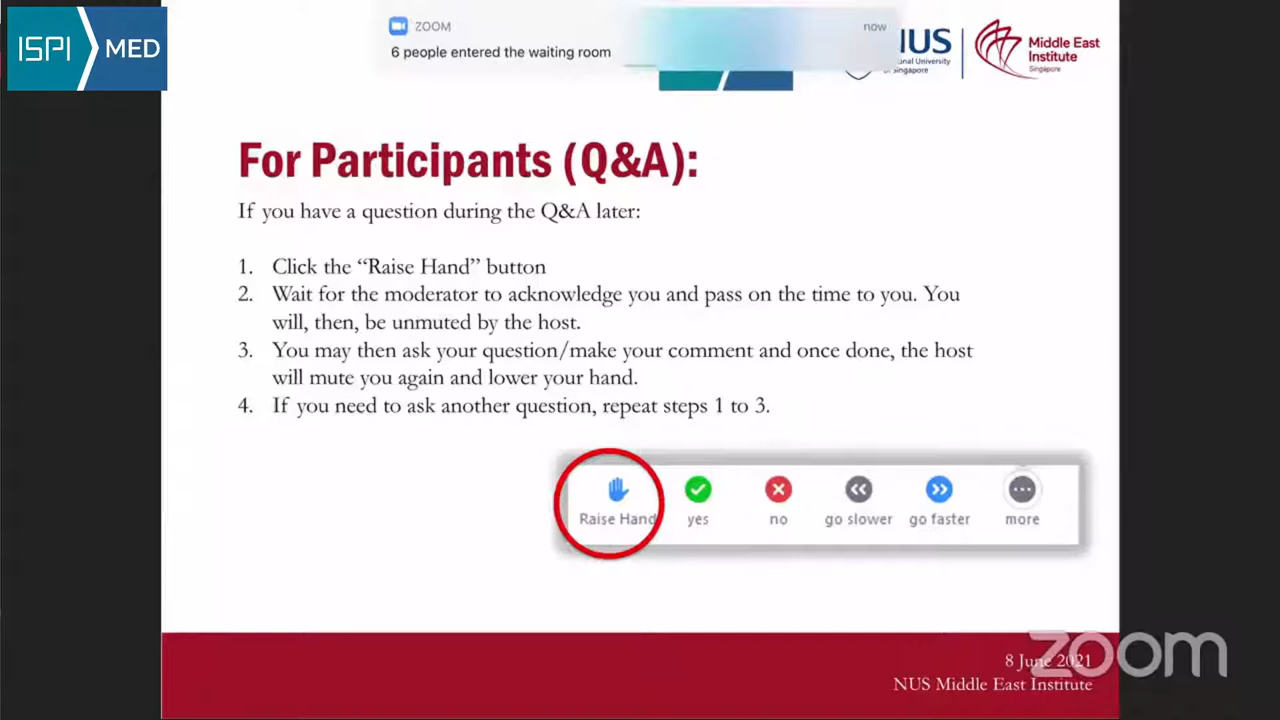 ISPI MED
ZOOM
now
6 people entered the waiting room
NUS
National University
of Singapore
Middle East
Institute
Singapore
For Participants (Q&A):
If you have a question during the Q&A later:
1. Click the “Raise Hand” button
2. Wait for the moderator to acknowledge you and pass on the time to you. You
will, then, be unmuted by the host.
3. You may then ask your question/make your comment and once done, the host
will mute you again and lower your hand.
4. If you need to ask another question, repeat steps 1 to 3.
Raise Hand yes no go slower go faster more
8 June 2021
NUS Middle East Institute
zoom